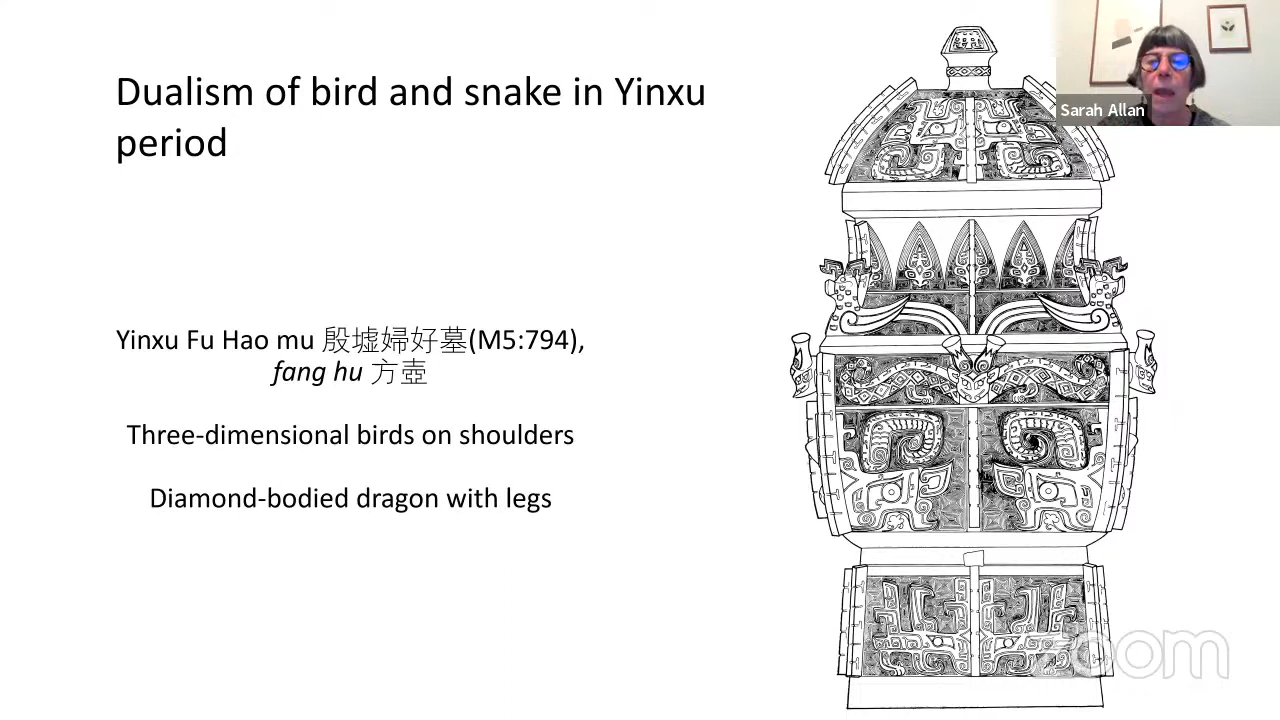 Dualism of bird and snake in Yinxu
period
Sarah Allan
Yinxu Fu Hao mu 殷墟婦好墓(M5:794),
fang hu 方壺
Three-dimensional birds on shoulders
Diamond-bodied dragon with legs
zoom